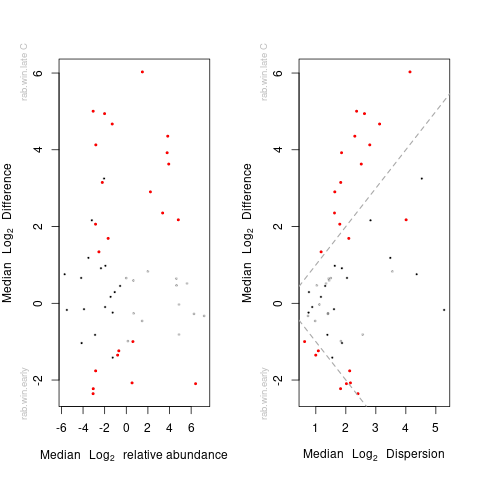 rab.win.late C
rab.win.early
Median Log2 Difference
6
4
2
0
-2
-6 -4 -2 0 2 4 6
Median Log2 relative abundance
rab.win.late C
rab.win.early
Median Log2 Difference
6
4
2
0
-2
1 2 3 4 5
Median Log2 Dispersion